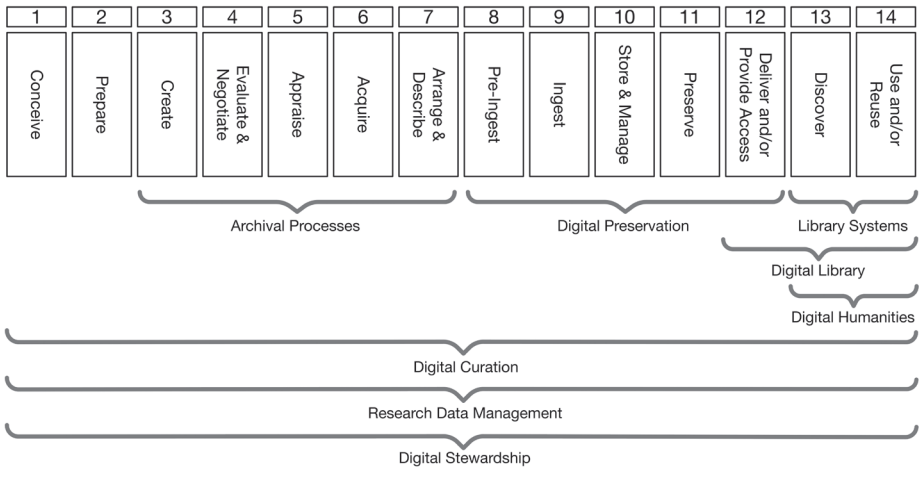 1 2 3 4 5 6 7 8 9 10 11 12 13 14
Conceive
Prepare
Create
Evaluate &
Negotiate
Appraise
Acquire
Arrange &
Describe
Pre-Ingest
Ingest
Store & Manage
Preserve
Deliver and/or
Provide Access
Discover
Use and/or
Reuse
Archival Processes Digital Preservation Library Systems
Digital Library
Digital Humanities
Digital Curation
Research Data Management
Digital Stewardship